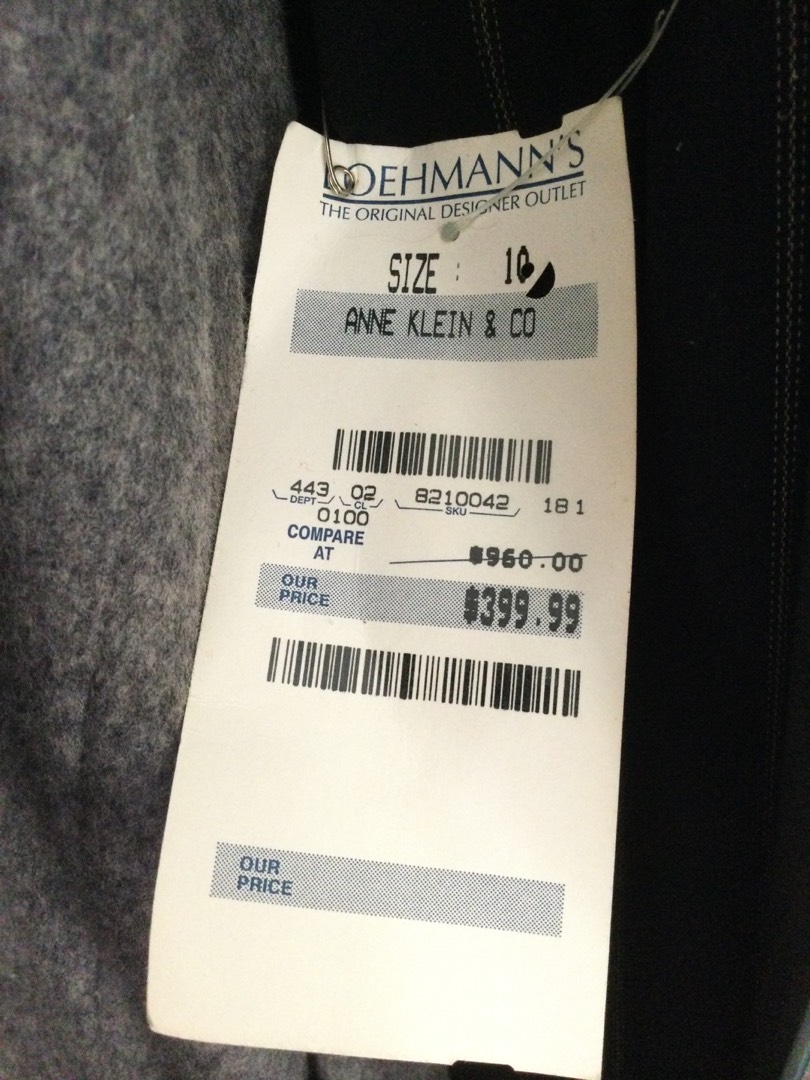 LOEHMANN'S
THE ORIGINAL DESIGNER OUTLET
SIZE : 10
ANNE KLEIN & CO
443 02 8210042 181
DEPT CL SKU
0100
COMPARE
AT $960.00
OUR
PRICE $399.99
OUR
PRICE